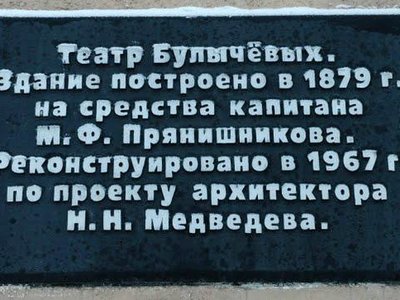 Театр Булычёвых.
Здание построено в 1879 г.
на средства капитана
М. Ф. Прянишникова.
Реконструировано в 1967 г
по проекту архитектора
Н. Н. Медведева.